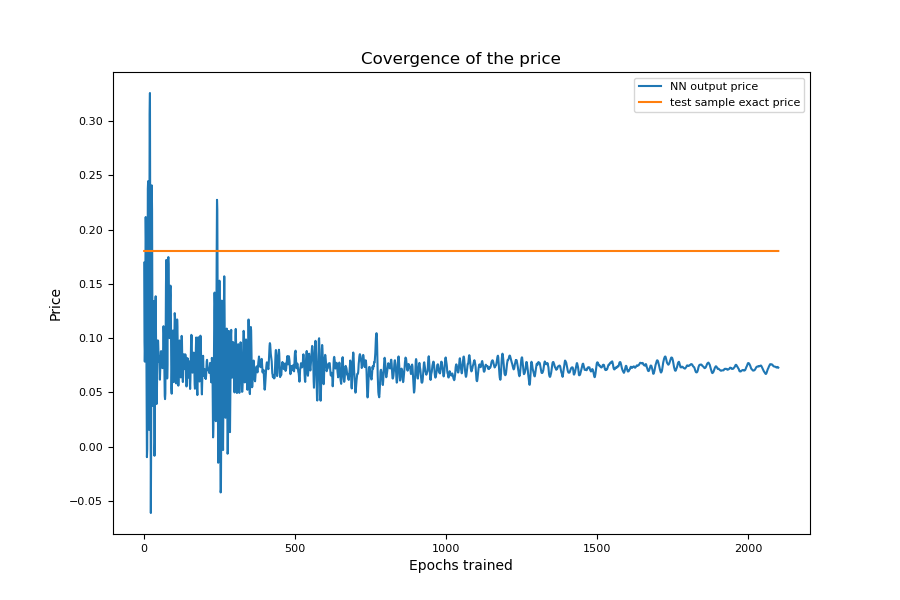 Covergence of the price
NN output price
test sample exact price
Price
0.30
0.25
0.20
0.15
0.10
0.05
0.00
−0.05
0
500
1000
1500
2000
Epochs trained